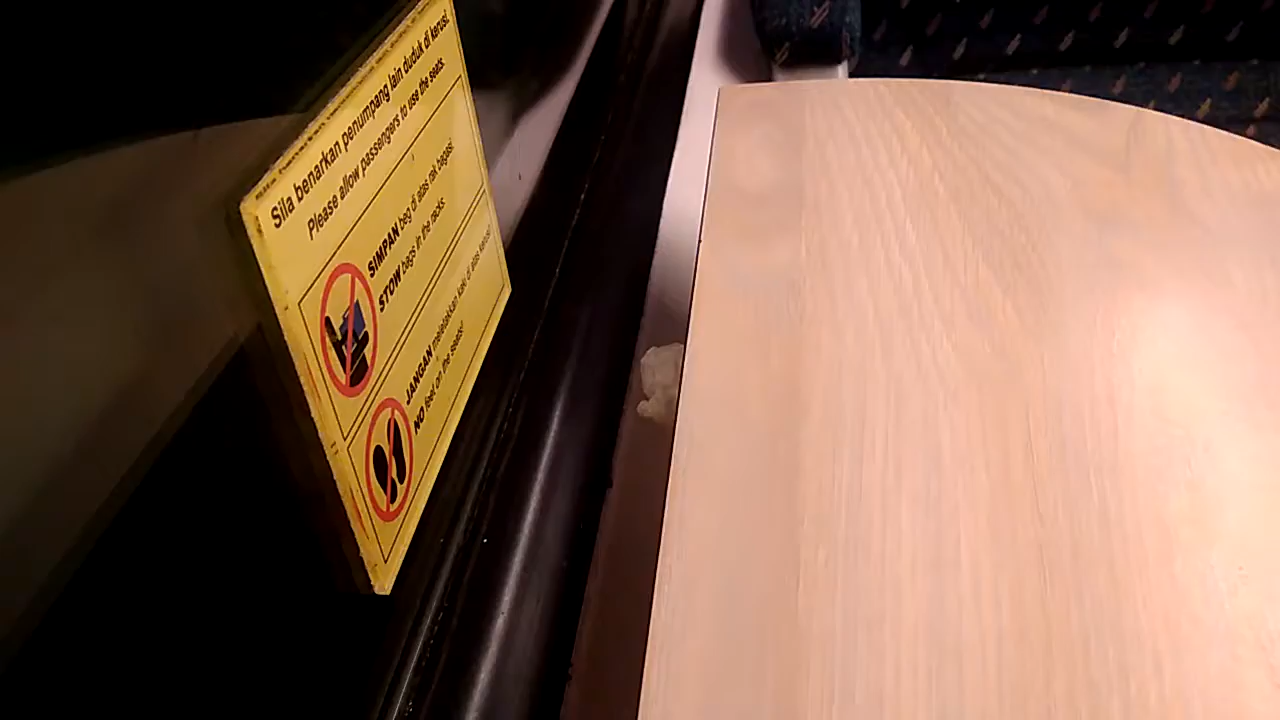 Sila benarkan penumpang lain duduk di kerusi.
Please allow passengers to use the seats.
SIMPAN beg di atas rak bagasi.
STOW bags in the racks.
JANGAN meletakkan kaki di atas kerusi!
NO feet on the seats!